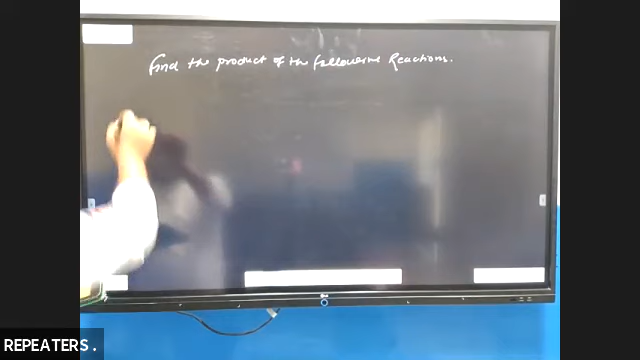 Find the product of the following Reactions.
REPEATERS.